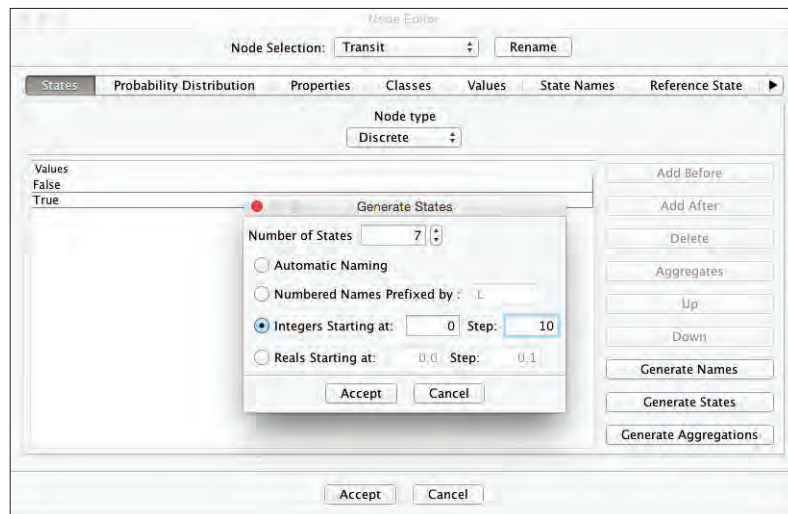 Node Editor
Node Selection: Transit Rename
States Probability Distribution Properties Classes Values State Names Reference State
Node type
Discrete
Values
False
True
Add Before
Add After
Delete
Aggregates
Up
Down
Generate Names
Generate States
Generate Aggregations
Generate States
Number of States 7
Automatic Naming
Numbered Names Prefixed by : L
Integers Starting at: 0 Step: 10
Reals Starting at: 0.0 Step: 0.1
Accept Cancel
Accept Cancel